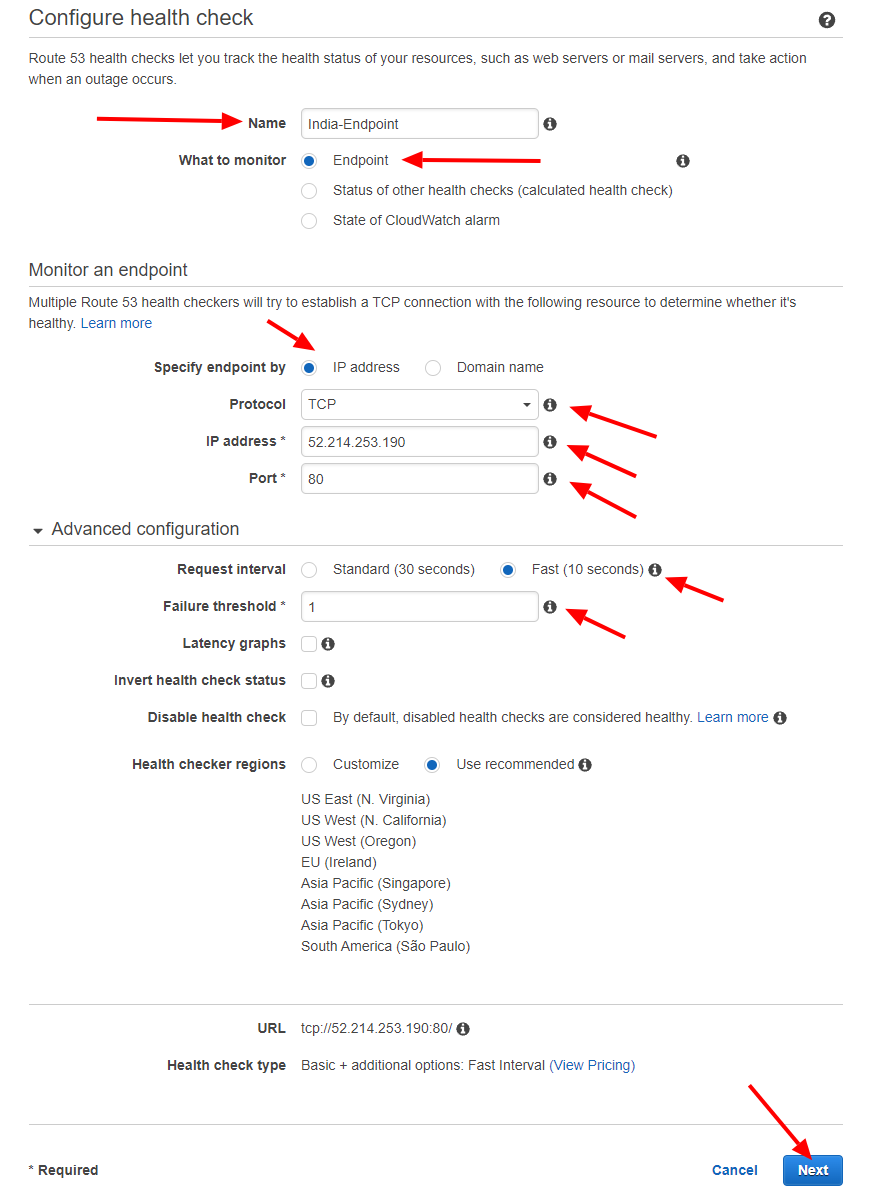 Configure health check
Route 53 health checks let you track the health status of your resources, such as web servers or mail servers, and take action
when an outage occurs.
Name India-Endpoint
What to monitor Endpoint
Status of other health checks (calculated health check)
State of CloudWatch alarm
Monitor an endpoint
Multiple Route 53 health checkers will try to establish a TCP connection with the following resource to determine whether it's
healthy. Learn more
Specify endpoint by IP address Domain name
Protocol TCP
IP address * 52.214.253.190
Port * 80
Advanced configuration
Request interval Standard (30 seconds) Fast (10 seconds)
Failure threshold * 1
Latency graphs
Invert health check status
Disable health check By default, disabled health checks are considered healthy. Learn more
Health checker regions Customize Use recommended
US East (N. Virginia)
US West (N. California)
US West (Oregon)
EU (Ireland)
Asia Pacific (Singapore)
Asia Pacific (Sydney)
Asia Pacific (Tokyo)
South America (São Paulo)
URL tcp://52.214.253.190:80/
Health check type Basic + additional options: Fast Interval (View Pricing)
* Required Cancel Next